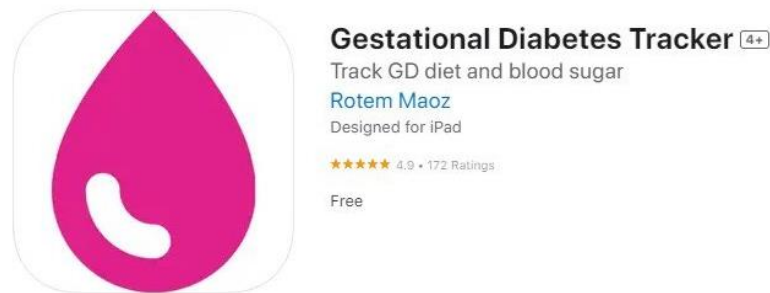 Gestational Diabetes Tracker 4+
Track GD diet and blood sugar
Rotem Maoz
Designed for iPad
★★★★★ 4.9 • 172 Ratings
Free